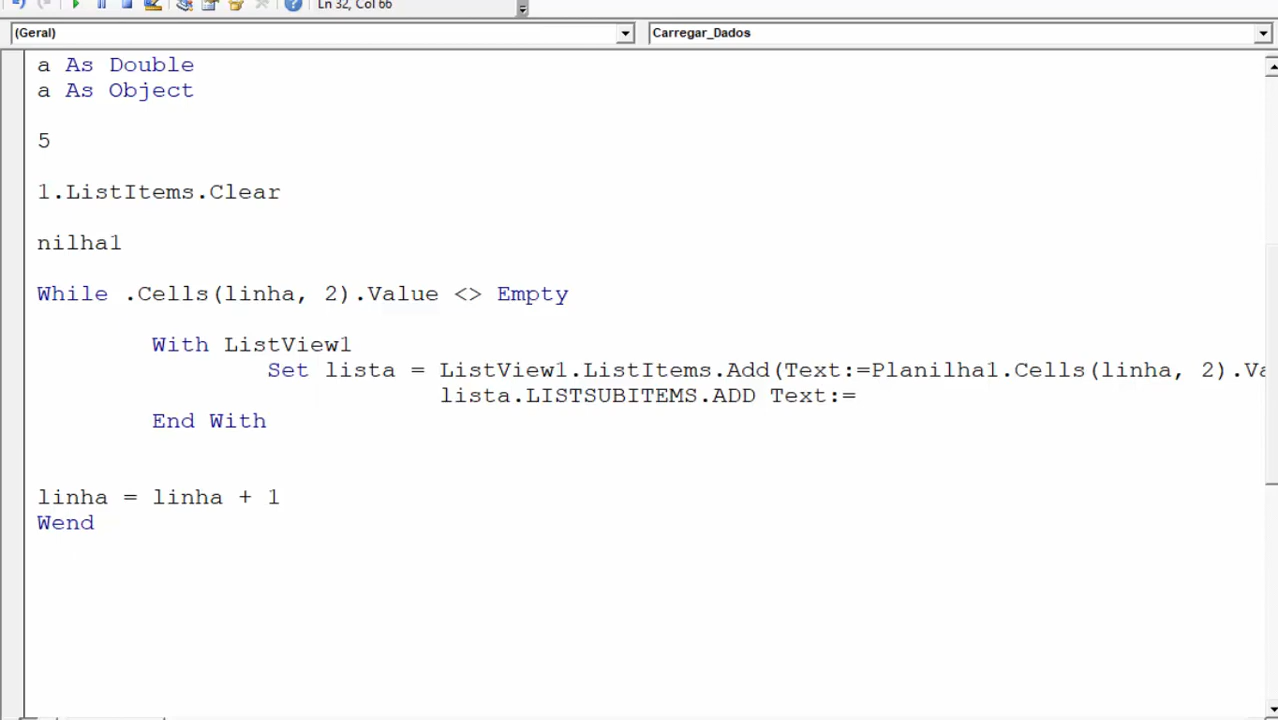 Ln 32, Col 66
(Geral) Carregar_Dados
a As Double
a As Object
5
1.ListItems.Clear
nilha1
While .Cells(linha, 2).Value <> Empty
With ListView1
Set lista = ListView1.ListItems.Add(Text:=Planilha1.Cells(linha, 2).Va
lista.LISTSUBITEMS.ADD Text:=
End With
linha = linha + 1
Wend